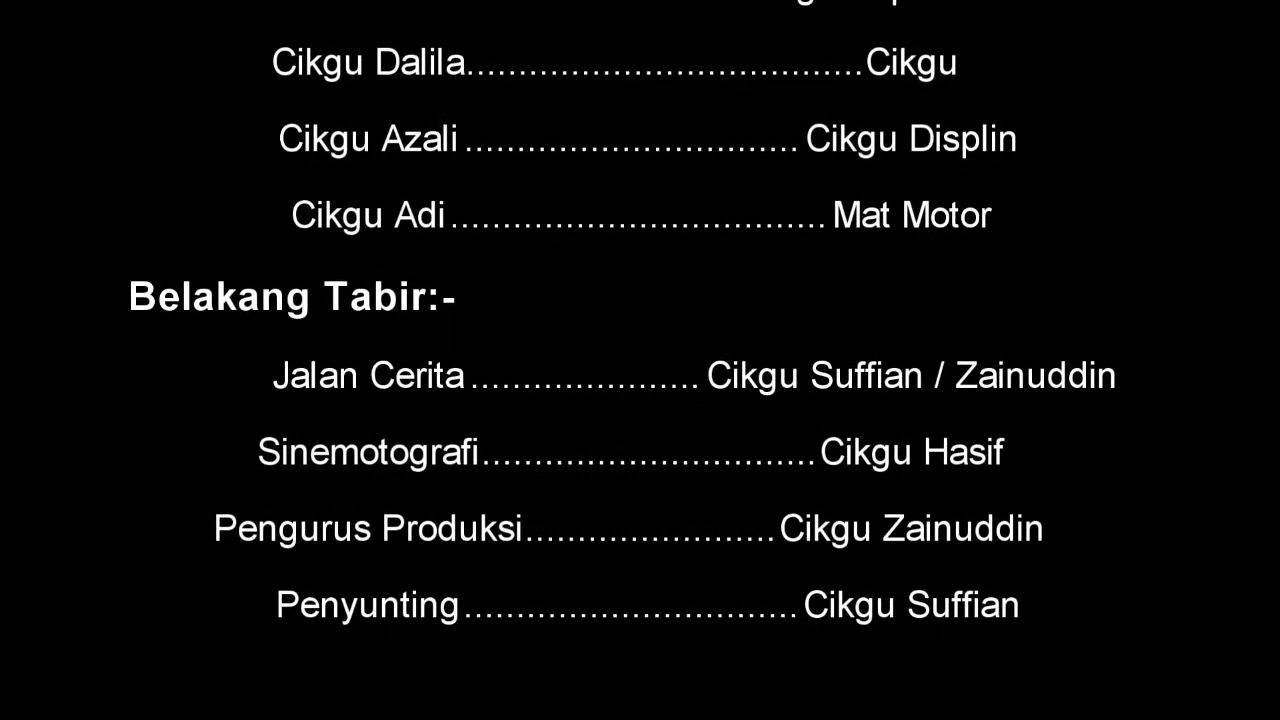 Cikgu Dalila......................................Cikgu
Cikgu Azali ................................ Cikgu Displin
Cikgu Adi .................................... Mat Motor
Belakang Tabir:-
Jalan Cerita ...................... Cikgu Suffian / Zainuddin
Sinemotografi................................Cikgu Hasif
Pengurus Produksi........................Cikgu Zainuddin
Penyunting ................................ Cikgu Suffian